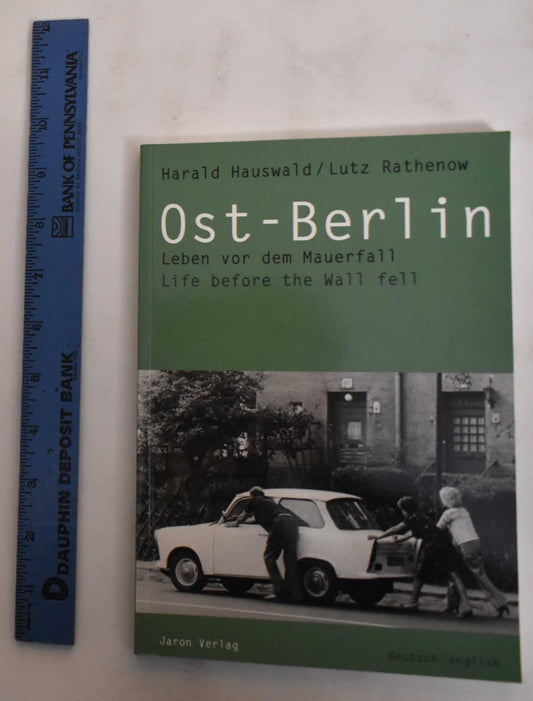 BANK OF PENNSYLVANIA
DAUPHIN DEPOSIT BANK
Harald Hauswald/Lutz Rathenow
Ost-Berlin
Leben vor dem Mauerfall
Life before the Wall fell
Jaron Verlag
deutsch-english